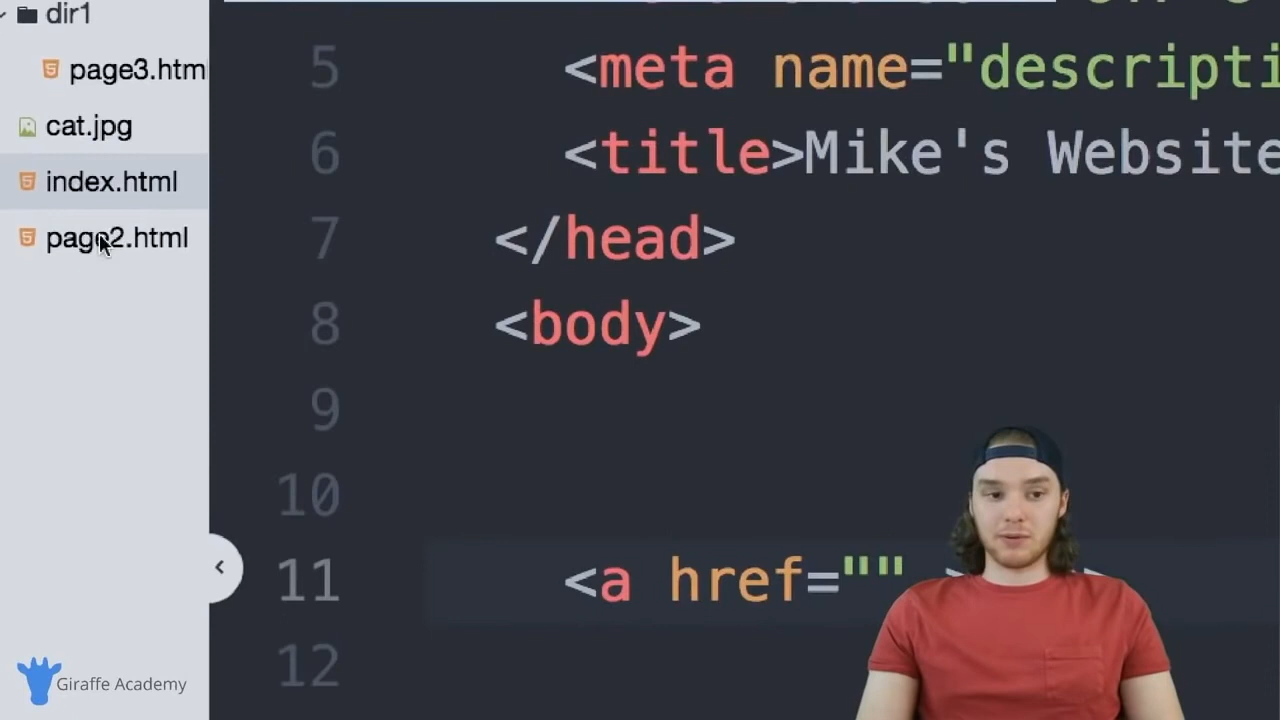 dir1
page3.htm
cat.jpg
index.html
page2.html
5 <meta name="descripti
6 <title>Mike's Website
7 </head>
8 <body>
9
10
11 <a href="" >
12
Giraffe Academy